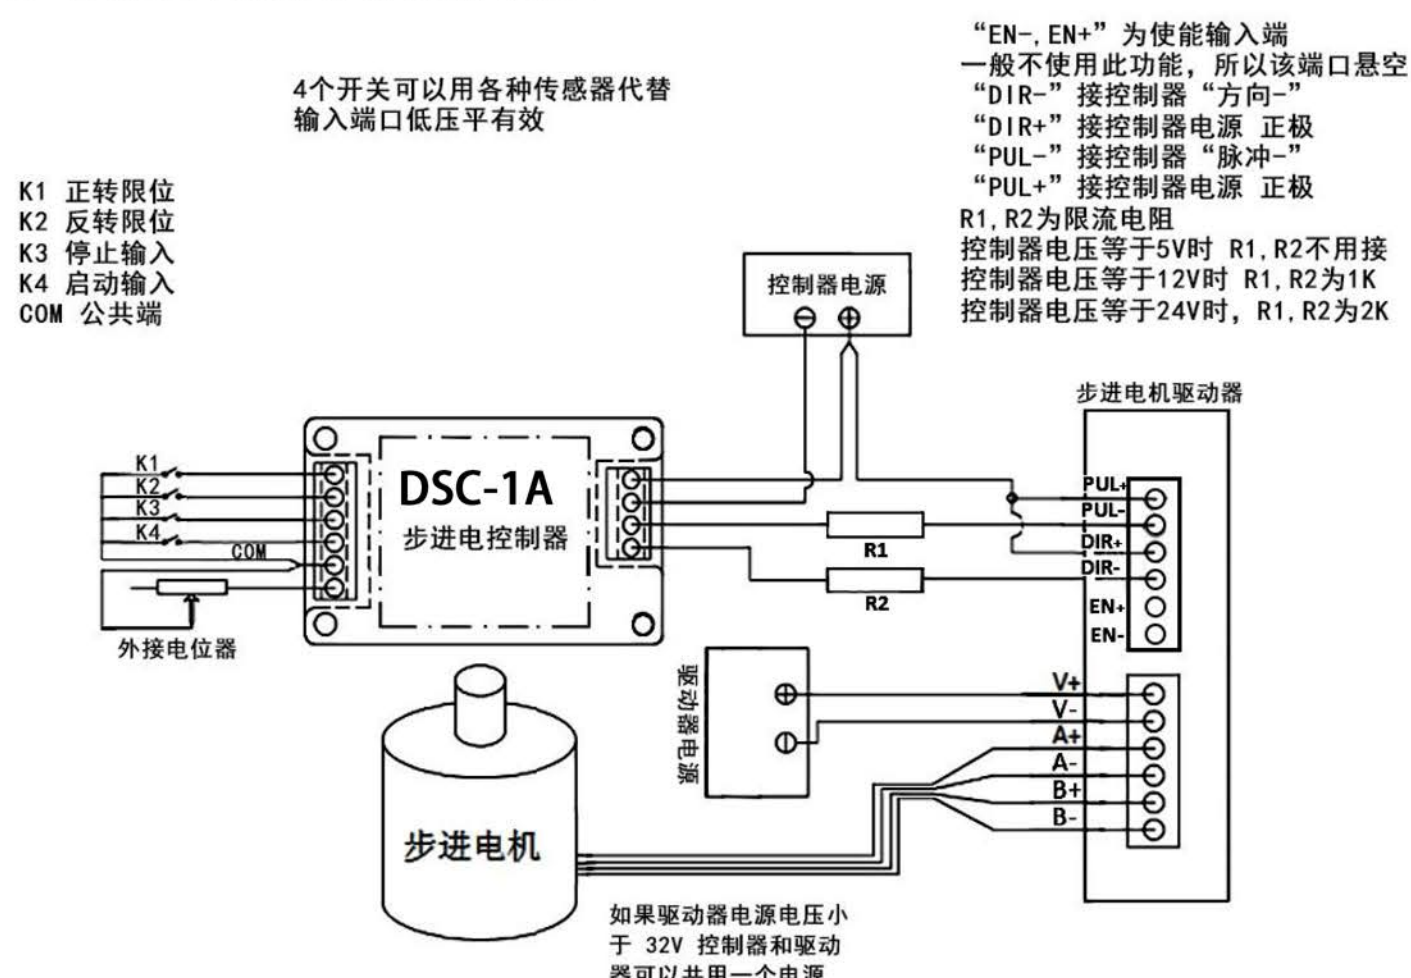 “EN-,EN+”为使能输入端
一般不使用此功能，所以该端口悬空
“DIR-”接控制器“方向-”
“DIR+”接控制器电源 正极
“PUL-”接控制器“脉冲-”
“PUL+”接控制器电源 正极
R1,R2为限流电阻
控制器电压等于5V时 R1,R2不用接
控制器电压等于12V时 R1,R2为1K
控制器电压等于24V时，R1,R2为2K
4个开关可以用各种传感器代替
输入端口低压平有效
K1 正转限位
K2 反转限位
K3 停止输入
K4 启动输入
COM 公共端
控制器电源
步进电机驱动器
K1
K2
K3
K4
COM
外接电位器
DSC-1A
步进电控制器
R1
R2
PUL+
PUL-
DIR+
DIR-
EN+
EN-
驱动器电源
V+
V-
A+
A-
B+
B-
步进电机
如果驱动器电源电压小
于 32V 控制器和驱动
器可以共用一个电源